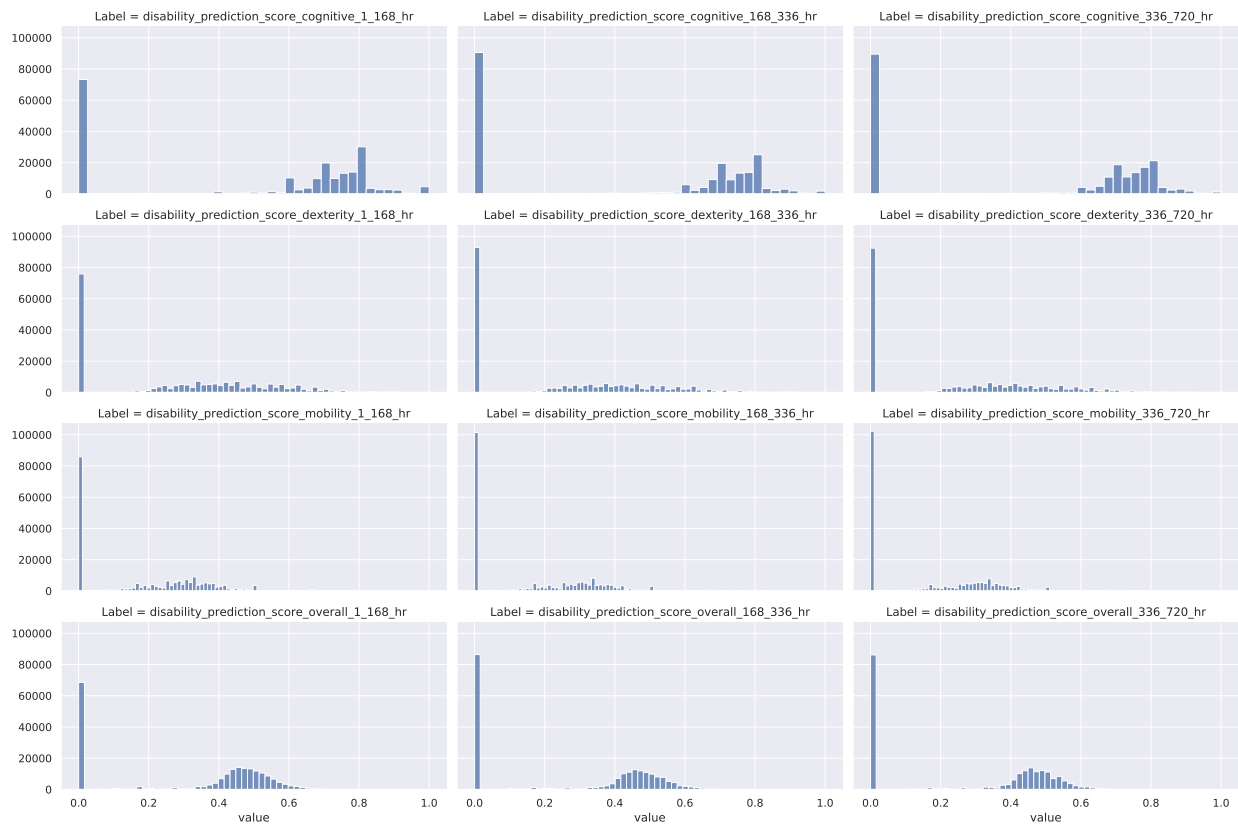 Label = disability_prediction_score_cognitive_1_168_hr
Label = disability_prediction_score_cognitive_168_336_hr
Label = disability_prediction_score_cognitive_336_720_hr
100000
80000
60000
40000
20000
0
Label = disability_prediction_score_dexterity_1_168_hr
Label = disability_prediction_score_dexterity_168_336_hr
Label = disability_prediction_score_dexterity_336_720_hr
100000
80000
60000
40000
20000
0
Label = disability_prediction_score_mobility_1_168_hr
Label = disability_prediction_score_mobility_168_336_hr
Label = disability_prediction_score_mobility_336_720_hr
100000
80000
60000
40000
20000
0
Label = disability_prediction_score_overall_1_168_hr
Label = disability_prediction_score_overall_168_336_hr
Label = disability_prediction_score_overall_336_720_hr
100000
80000
60000
40000
20000
0
0.0 0.2 0.4 0.6 0.8 1.0
0.0 0.2 0.4 0.6 0.8 1.0
0.0 0.2 0.4 0.6 0.8 1.0
value
value
value